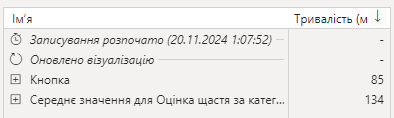 Ім'я Тривалість (м
Записування розпочато (20.11.2024 1:07:52) -
Оновлено візуалізацію -
Кнопка 85
Середнє значення для Оцінка щастя за катег... 134